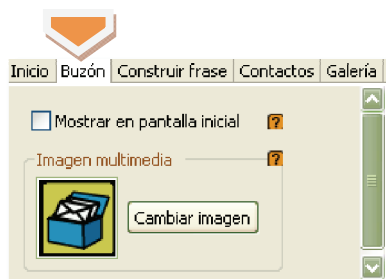 Inicio Buzón Construir frase Contactos Galería
Mostrar en pantalla inicial ?
Imagen multimedia ?
Cambiar imagen